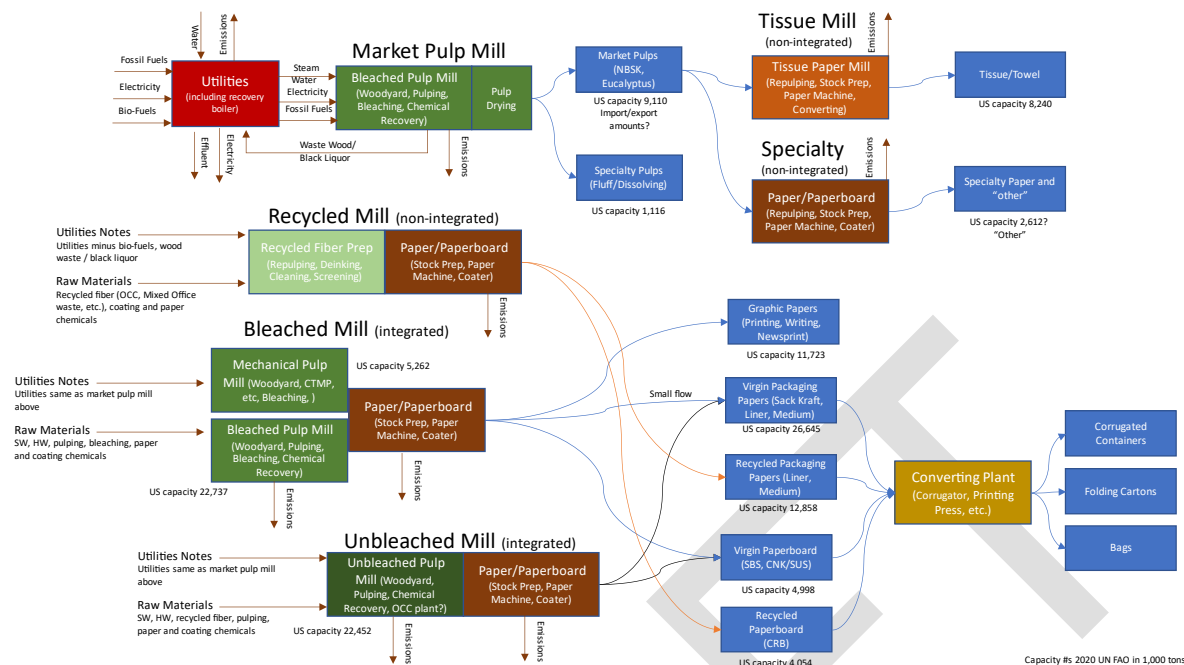 Tissue Mill
(non-integrated)
Market Pulp Mill
Emissions
Water
Emissions
Fossil Fuels
Electricity
Bio-Fuels
Utilities
(including recovery
boiler)
Steam
Water
Electricity
Fossil Fuels
Bleached Pulp Mill
(Woodyard, Pulping,
Bleaching, Chemical
Recovery)
Pulp
Drying
Market Pulps
(NBSK,
Eucalyptus)
US capacity 9,110
Import/export
amounts?
Tissue Paper Mill
(Repulping, Stock Prep,
Paper Machine,
Converting)
Tissue/Towel
US capacity 8,240
Effluent
Electricity
Waste Wood/
Black Liquor
Emissions
Specialty Pulps
(Fluff/Dissolving)
US capacity 1,116
Specialty
(non-integrated)
Emissions
Paper/Paperboard
(Repulping, Stock Prep,
Paper Machine, Coater)
Specialty Paper and
“other”
US capacity 2,612?
“Other”
Recycled Mill (non-integrated)
Utilities Notes
Utilities minus bio-fuels, wood
waste / black liquor
Raw Materials
Recycled fiber (OCC, Mixed Office
waste, etc.), coating and paper
chemicals
Recycled Fiber Prep
(Repulping, Deinking,
Cleaning, Screening)
Paper/Paperboard
(Stock Prep, Paper
Machine, Coater)
Emissions
Bleached Mill (integrated)
Mechanical Pulp
Mill (Woodyard, CTMP,
etc, Bleaching, )
US capacity 5,262
Utilities Notes
Utilities same as market pulp mill
above
Raw Materials
SW, HW, pulping, bleaching, paper
and coating chemicals
Bleached Pulp Mill
(Woodyard, Pulping,
Bleaching, Chemical
Recovery)
US capacity 22,737
Paper/Paperboard
(Stock Prep, Paper
Machine, Coater)
Emissions
Emissions
Small flow
Graphic Papers
(Printing, Writing,
Newsprint)
US capacity 11,723
Virgin Packaging
Papers (Sack Kraft,
Liner, Medium)
US capacity 26,645
Recycled Packaging
Papers (Liner,
Medium)
US capacity 12,858
Virgin Paperboard
(SBS, CNK/SUS)
US capacity 4,998
Recycled
Paperboard
(CRB)
US capacity 4,054
Converting Plant
(Corrugator, Printing
Press, etc.)
Corrugated
Containers
Folding Cartons
Bags
Unbleached Mill (integrated)
Utilities Notes
Utilities same as market pulp mill
above
Raw Materials
SW, HW, recycled fiber, pulping,
paper and coating chemicals
Unbleached Pulp
Mill (Woodyard,
Pulping, Chemical
Recovery, OCC plant?)
US capacity 22,452
Paper/Paperboard
(Stock Prep, Paper
Machine, Coater)
Emissions
Emissions
Capacity #s 2020 UN FAO in 1,000 tons